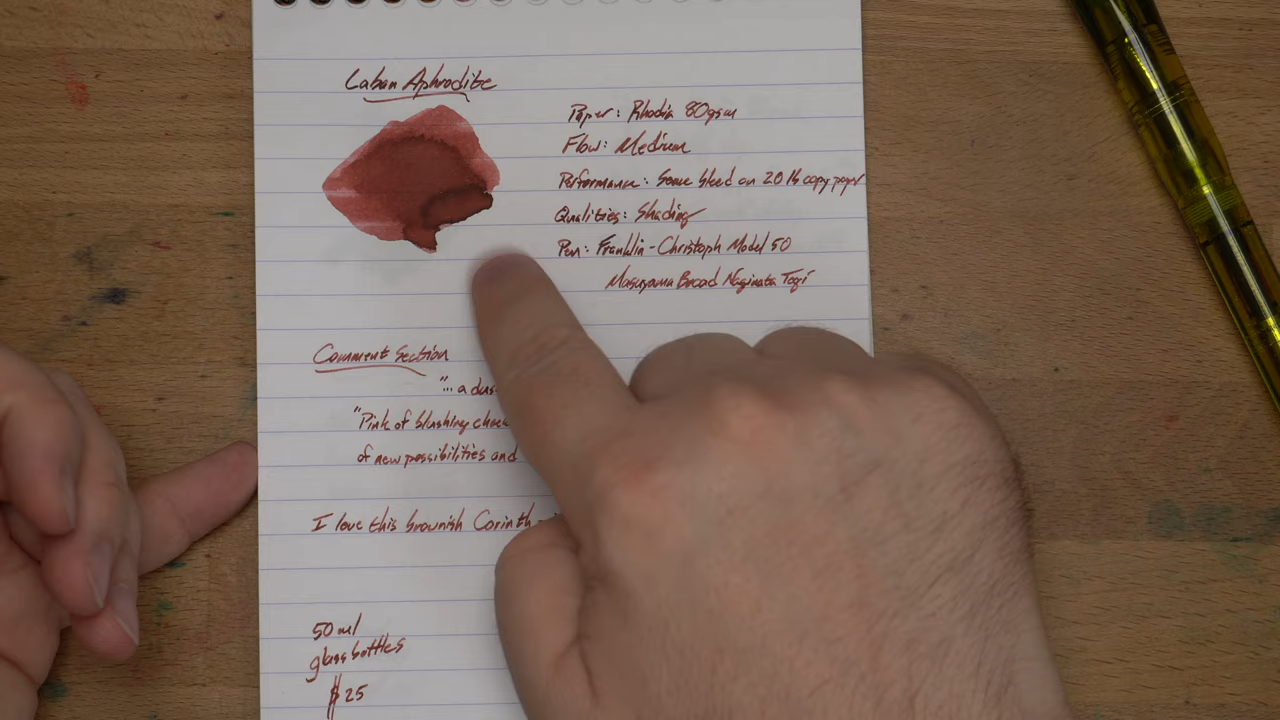 Laban Aphrodite
Paper: Rhodia 80gsm
Flow: Medium
Performance: Some bleed on 20 lb copy paper
Qualities: Shading
Pen: Franklin-Christoph Model 50
Masuyama Broad Naginata Togi
Comment Section
"... a dus
"Pink of blushing cheek
of new possibilities and
I love this brownish Corinth -
50 ml
glass bottles
$25